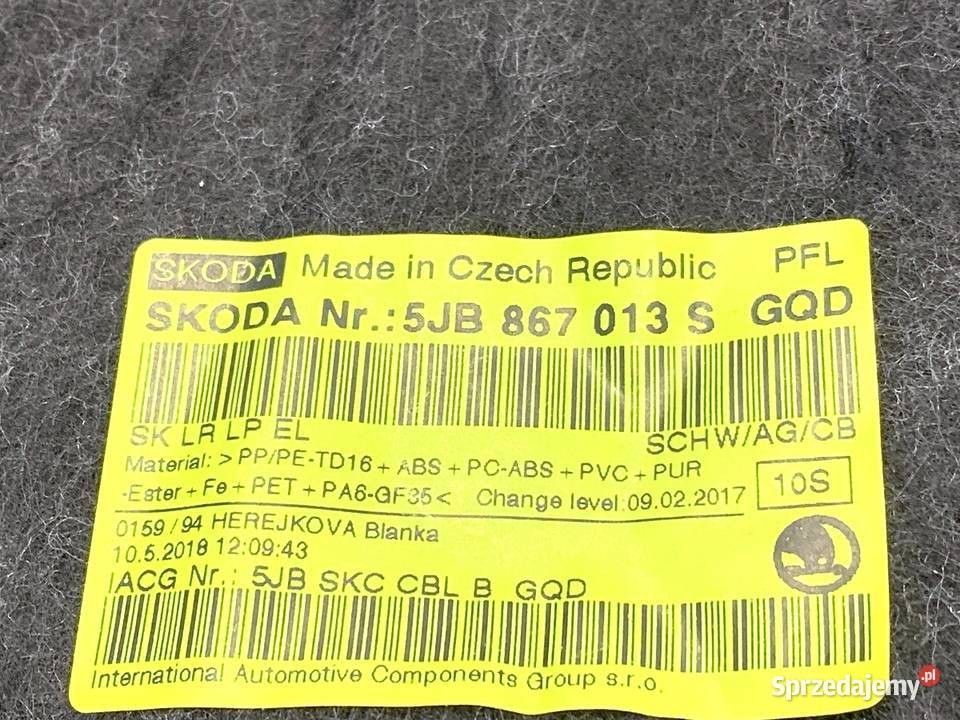 ŠKODA Made in Czech Republic PFL
SKODA Nr.: 5JB 867 013 S GQD
SK LR LP EL SCHW/AG/CB
Material: >PP/PE-TD16+ABS+PC-ABS+PVC+PUR
-Ester+Fe+PET+PA6-GF35< Change level:09.02.2017 10S
0159/94 HEREJKOVA Blanka
10.5.2018 12:09:43
IACG Nr.: 5JB SKC CBL B GQD
International Automotive Components Group s.r.o.
Sprzedajemy.pl